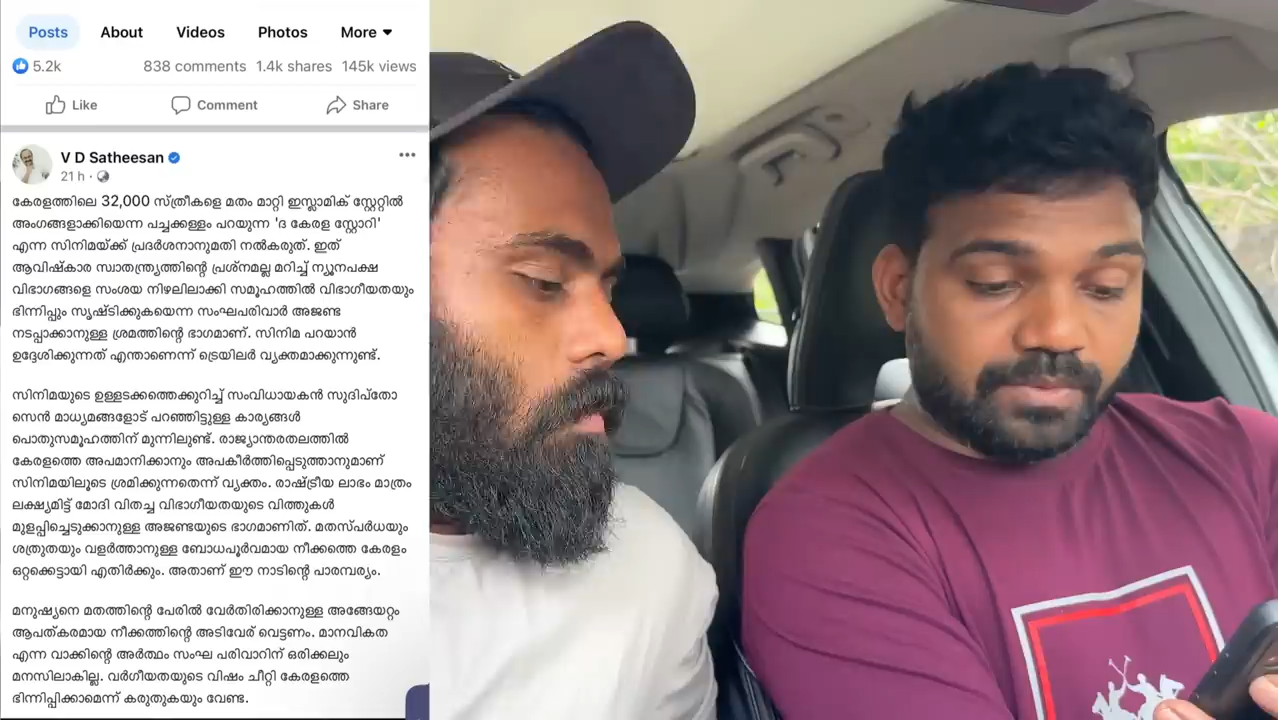 Posts About Videos Photos More
5.2k 838 comments 1.4k shares 145k views
Like Comment Share
V D Satheesan
21 h ·
കേരളത്തിലെ 32,000 സ്ത്രീകളെ മതം മാറ്റി ഇസ്ലാമിക് സ്റ്റേറ്റിൽ
അംഗങ്ങളാക്കിയെന്ന പച്ചക്കള്ളം പറയുന്ന 'ദ കേരള സ്റ്റോറി'
എന്ന സിനിമയ്ക്ക് പ്രദർശനാനുമതി നൽകരുത്. ഇത്
ആവിഷ്കാര സ്വാതന്ത്ര്യത്തിന്റെ പ്രശ്നമല്ല മറിച്ച് ന്യൂനപക്ഷ
വിഭാഗങ്ങളെ സംശയ നിഴലിലാക്കി സമൂഹത്തിൽ വിഭാഗീയതയും
ഭിന്നിപ്പും സൃഷ്ടിക്കുകയെന്ന സംഘപരിവാർ അജണ്ട
നടപ്പാക്കാനുള്ള ശ്രമത്തിന്റെ ഭാഗമാണ്. സിനിമ പറയാൻ
ഉദ്ദേശിക്കുന്നത് എന്താണെന്ന് ട്രെയിലർ വ്യക്തമാക്കുന്നുണ്ട്.
സിനിമയുടെ ഉള്ളടക്കത്തെക്കുറിച്ച് സംവിധായകൻ സുദിപ്തോ
സെൻ മാധ്യമങ്ങളോട് പറഞ്ഞിട്ടുള്ള കാര്യങ്ങൾ
പൊതുസമൂഹത്തിന് മുന്നിലുണ്ട്. രാജ്യാന്തരതലത്തിൽ
കേരളത്തെ അപമാനിക്കാനും അപകീർത്തിപ്പെടുത്താനുമാണ്
സിനിമയിലൂടെ ശ്രമിക്കുന്നതെന്ന് വ്യക്തം. രാഷ്ട്രീയ ലാഭം മാത്രം
ലക്ഷ്യമിട്ട് മോദി വിതച്ച വിഭാഗീയതയുടെ വിത്തുകൾ
മുളപ്പിച്ചെടുക്കാനുള്ള അജണ്ടയുടെ ഭാഗമാണിത്. മതസ്പർധയും
ശത്രുതയും വളർത്താനുള്ള ബോധപൂർവമായ നീക്കത്തെ കേരളം
ഒറ്റക്കെട്ടായി എതിർക്കും. അതാണ് ഈ നാടിന്റെ പാരമ്പര്യം.
മനുഷ്യനെ മതത്തിന്റെ പേരിൽ വേർതിരിക്കാനുള്ള അങ്ങേയറ്റം
ആപത്കരമായ നീക്കത്തിന്റെ അടിവേര് വെട്ടണം. മാനവികത
എന്ന വാക്കിന്റെ അർത്ഥം സംഘ പരിവാറിന് ഒരിക്കലും
മനസിലാകില്ല. വർഗീയതയുടെ വിഷം ചീറ്റി കേരളത്തെ
ഭിന്നിപ്പിക്കാമെന്ന് കരുതുകയും വേണ്ട.